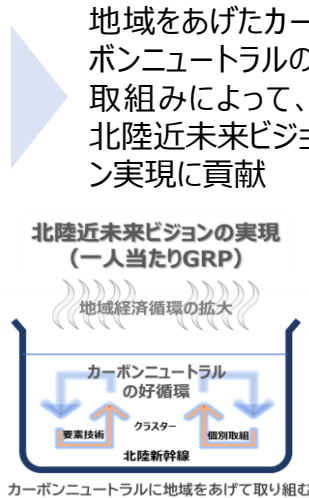 地域をあげたカー
ボンニュートラルの
取組みによって、
北陸近未来ビジョ
ン実現に貢献
北陸近未来ビジョンの実現
（一人当たりGRP）
地域経済循環の拡大
カーボンニュートラル
の好循環
要素技術
クラスター
個別取組
北陸新幹線
カーボンニュートラルに地域をあげて取り組む